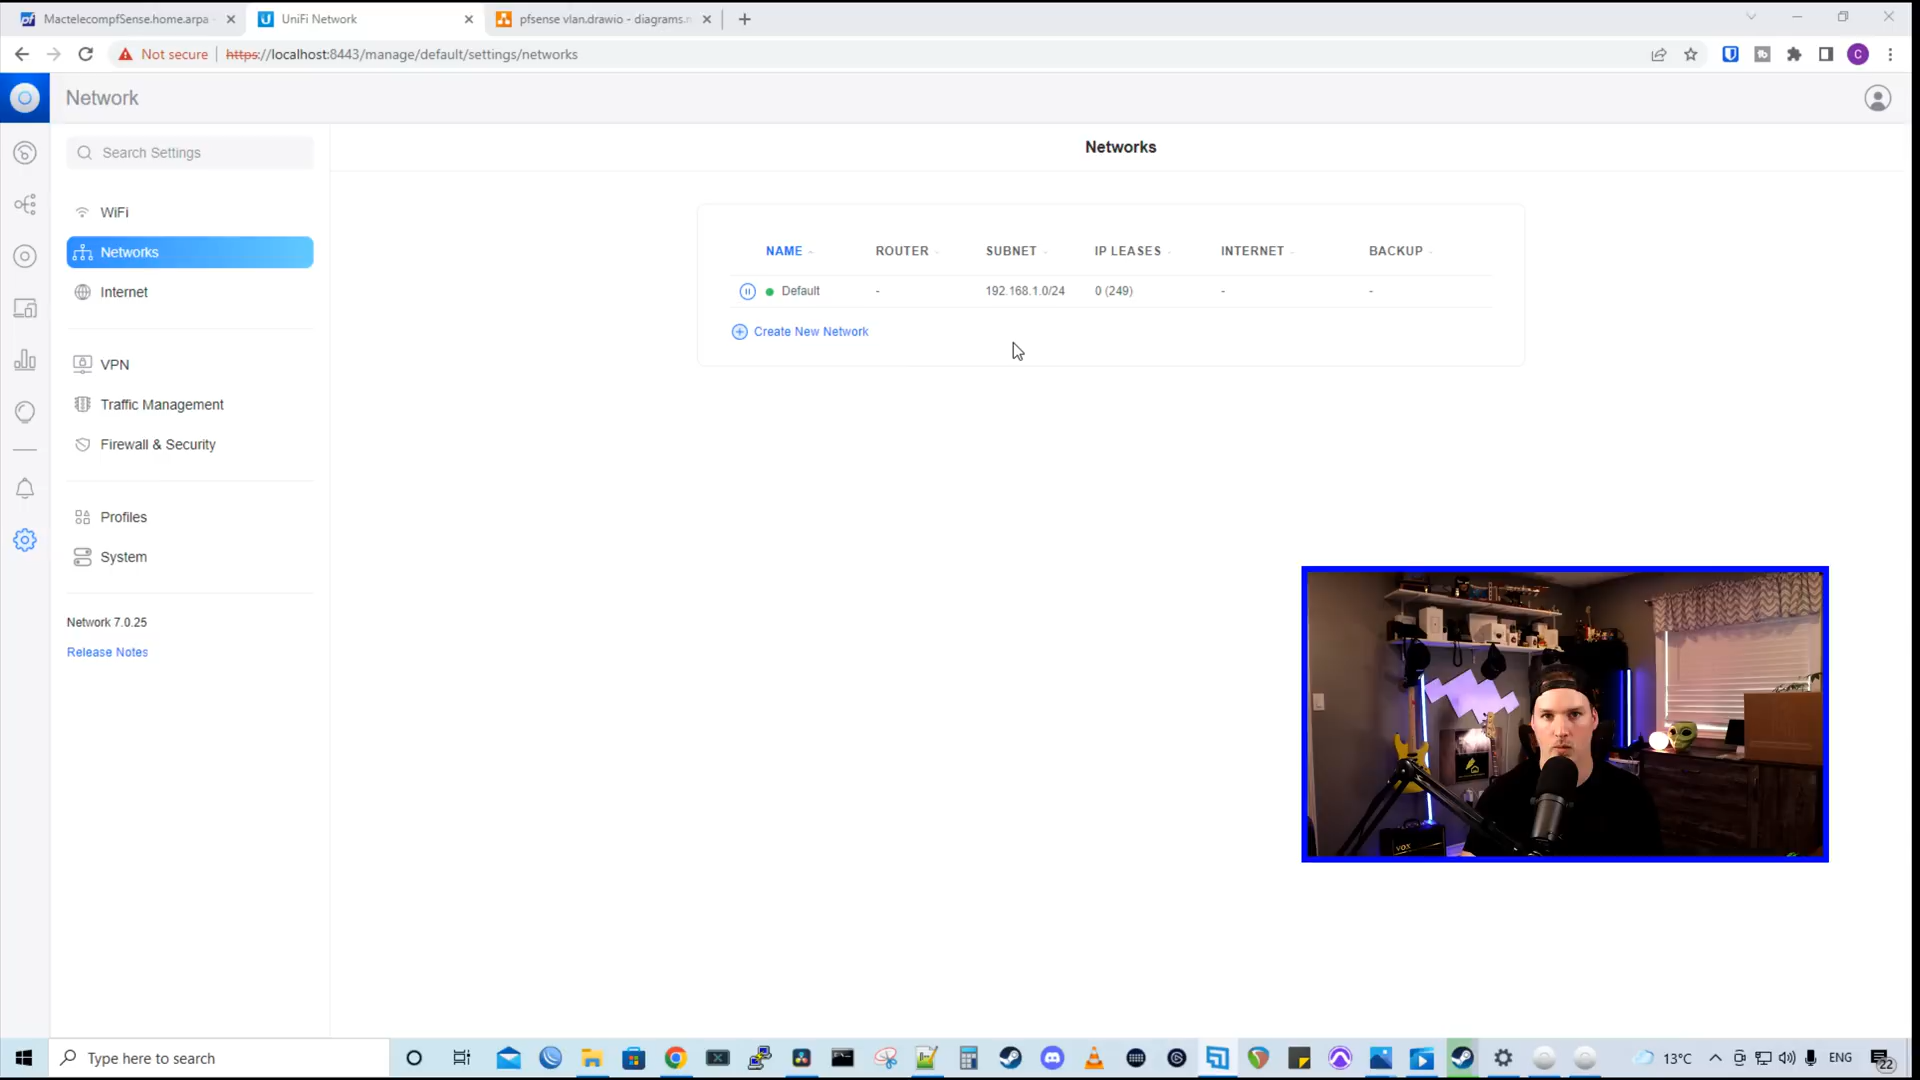 MactelecompfSense.home.arpa
UniFi Network
pfsense vlan.drawio - diagrams.n
Not secure
https://localhost:8443/manage/default/settings/networks
C
Network
Search Settings
WiFi
Networks
Internet
VPN
Traffic Management
Firewall & Security
Profiles
System
Network 7.0.25
Release Notes
Networks
NAME ROUTER SUBNET IP LEASES INTERNET BACKUP
Default - 192.168.1.0/24 0 (249) - -
Create New Network
VOX
Type here to search
13°C
ENG
22